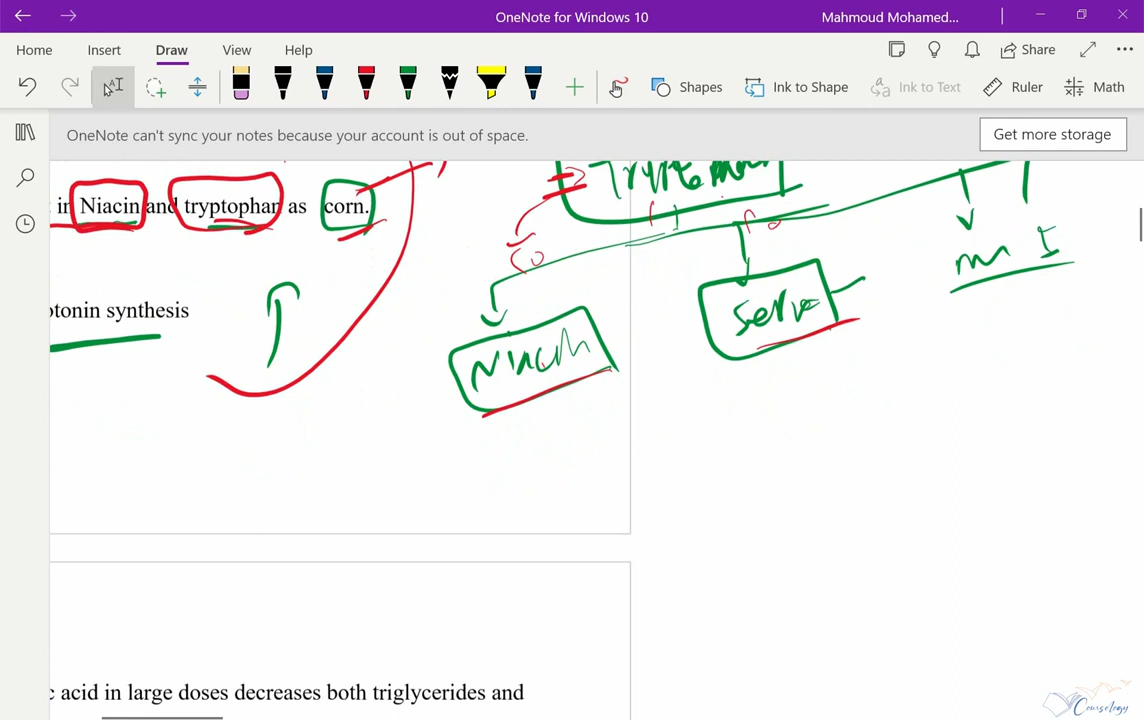 OneNote for Windows 10
Mahmoud Mohamed...
Home Insert Draw View Help
Share
Shapes
Ink to Shape
Ink to Text
Ruler
Math
OneNote can't sync your notes because your account is out of space.
Get more storage
in Niacin and tryptophan as corn.
otonin synthesis
Niacin
c acid in large doses decreases both triglycerides and
Coursology